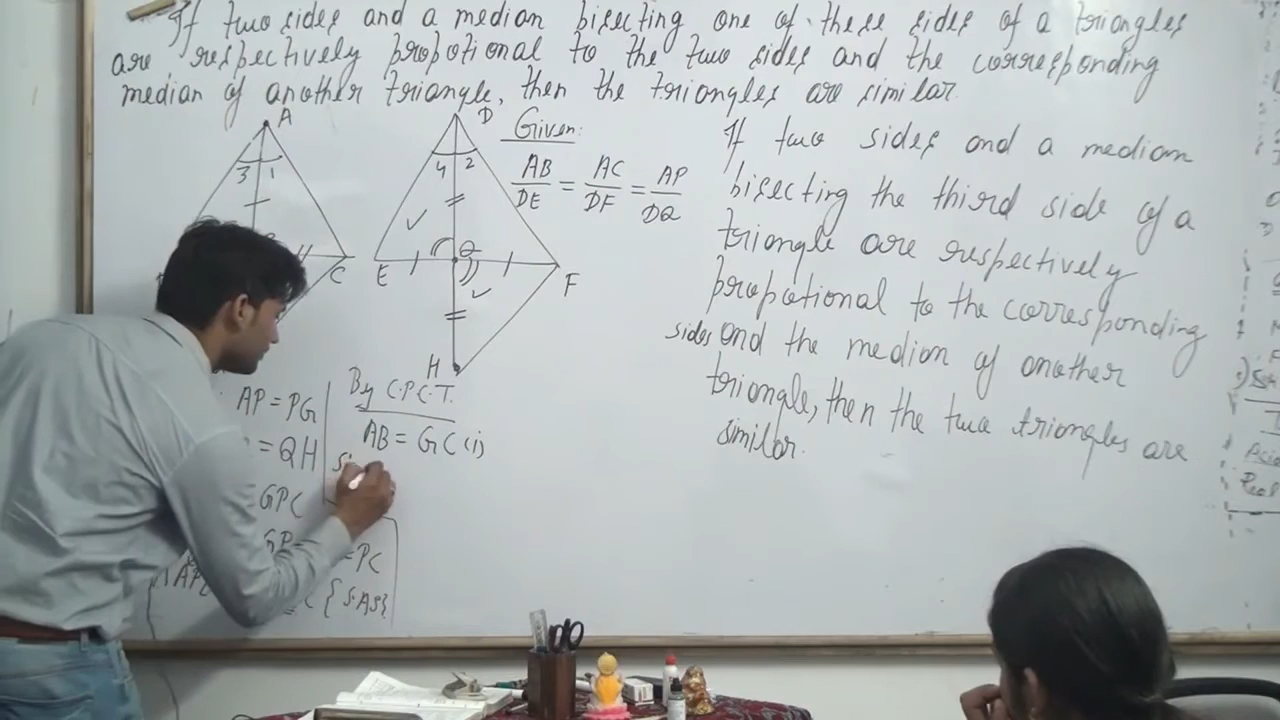 If two sides and a median bisecting one of these sides of a triangles
are respectively propotional to the two sides and the corresponding
median of another triangle, then the triangles are similar.
A
3 1
C
D
4 2
E
Q
F
H
Given:
AB/DE = AC/DF = AP/DQ
If two sides and a median
bisecting the third side of a
triangle are respectively
propotional to the corresponding
sides and the median of another
triangle, then the two triangles are
similar.
AP = PG
= QH
GPC
= PC
{S.A.S}
By C.P.C.T.
AB = GC (i)